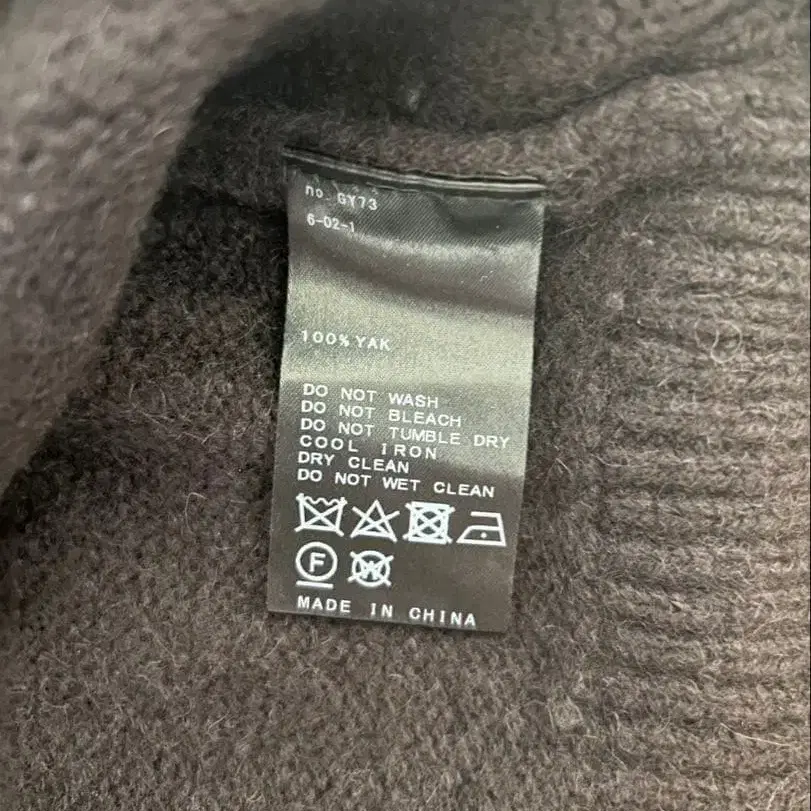 no. GY73
6-02-1
100% YAK
DO NOT WASH
DO NOT BLEACH
DO NOT TUMBLE DRY
COOL IRON
DRY CLEAN
DO NOT WET CLEAN
F W
MADE IN CHINA